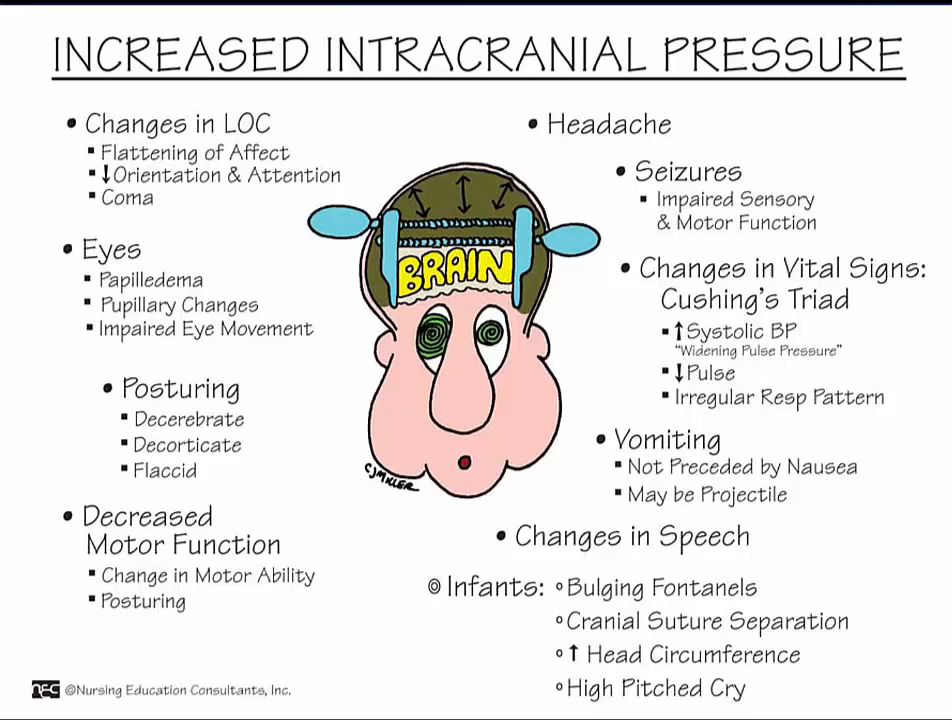 INCREASED INTRACRANIAL PRESSURE
• Changes in LOC
▪ Flattening of Affect
▪ ↓Orientation & Attention
▪ Coma
• Eyes
▪ Papilledema
▪ Pupillary Changes
▪ Impaired Eye Movement
• Posturing
▪ Decerebrate
▪ Decorticate
▪ Flaccid
• Decreased
Motor Function
▪ Change in Motor Ability
▪ Posturing
BRAIN
CJMILLER
• Headache
• Seizures
▪ Impaired Sensory
& Motor Function
• Changes in Vital Signs:
Cushing's Triad
▪ ↑Systolic BP
"Widening Pulse Pressure"
▪ ↓Pulse
▪ Irregular Resp Pattern
• Vomiting
▪ Not Preceded by Nausea
▪ May be Projectile
• Changes in Speech
◎ Infants: ∘Bulging Fontanels
∘Cranial Suture Separation
∘↑ Head Circumference
∘High Pitched Cry
nec ©Nursing Education Consultants, Inc.